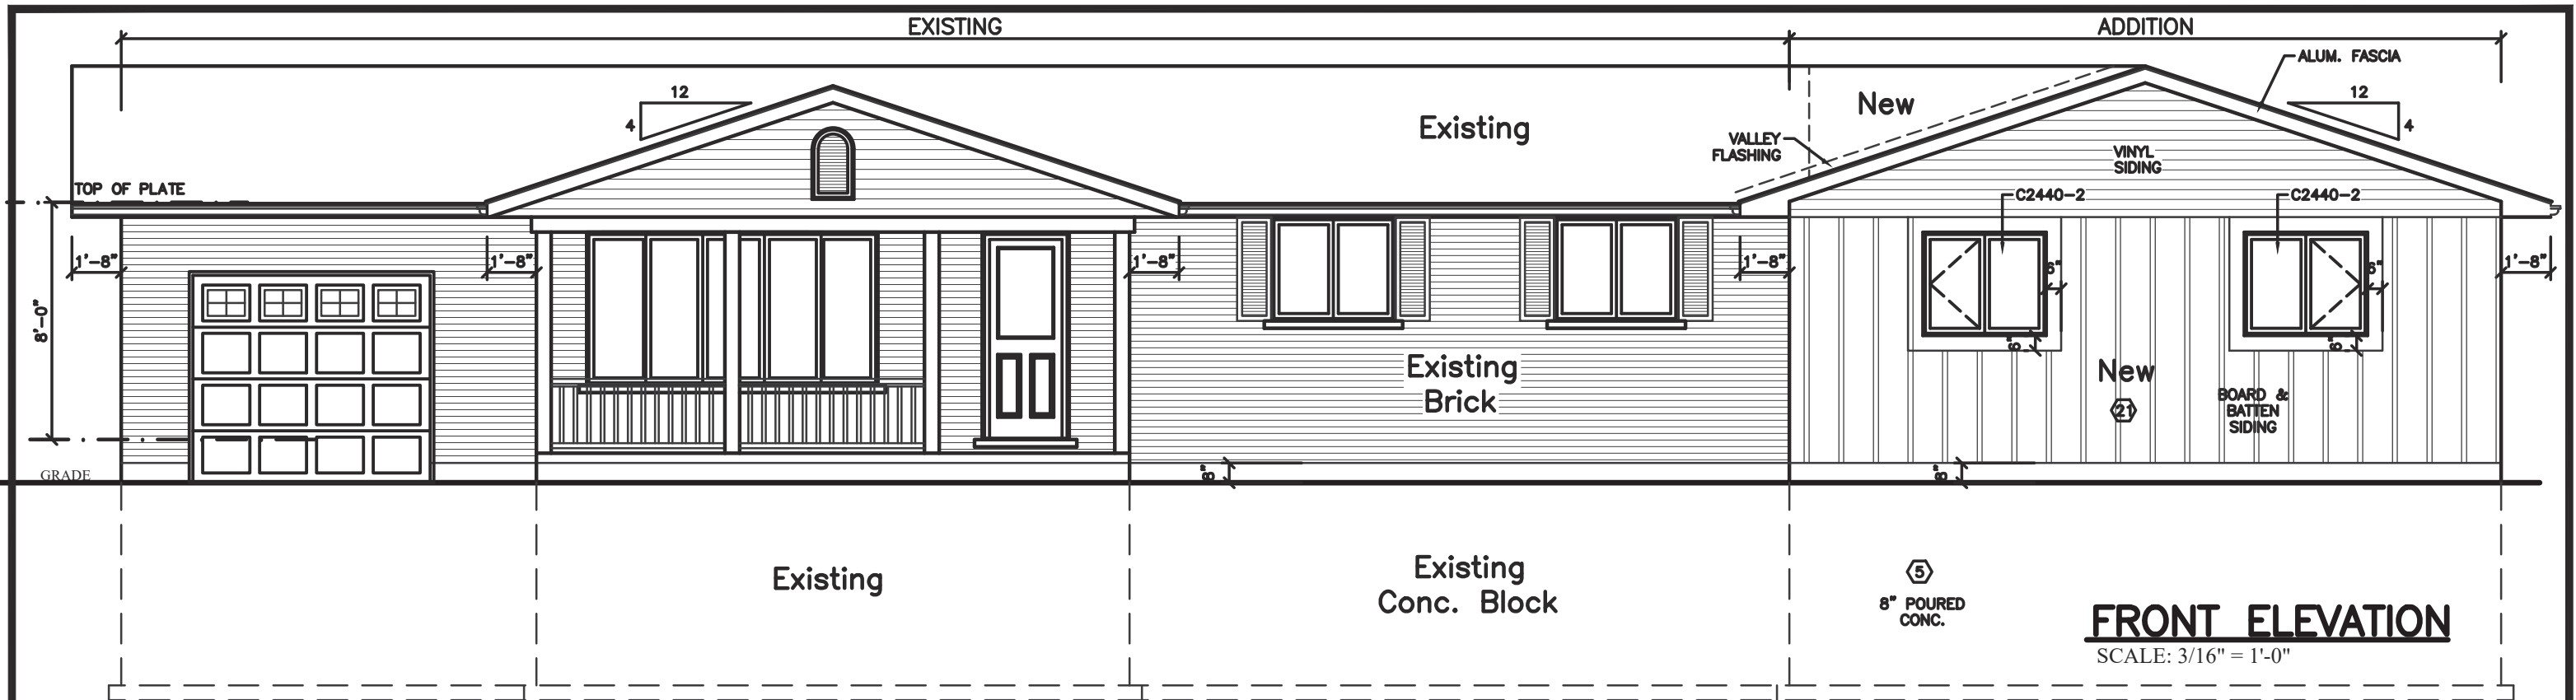 EXISTING
ADDITION
ALUM. FASCIA
12
4
12
4
Existing
New
VALLEY
FLASHING
VINYL
SIDING
TOP OF PLATE
C2440-2
C2440-2
1'-8"
1'-8"
1'-8"
1'-8"
1'-8"
6"
6"
8'-0"
6"
6"
Existing
Brick
New
21
BOARD &
BATTEN
SIDING
GRADE
8"
8"
Existing
Existing
Conc. Block
5
8" POURED
CONC.
FRONT ELEVATION
SCALE: 3/16" = 1'-0"